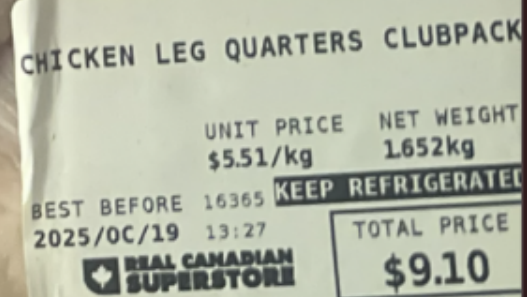 CHICKEN LEG QUARTERS CLUBPACK
UNIT PRICE NET WEIGHT
$5.51/kg 1.652kg
KEEP REFRIGERATED
BEST BEFORE 16365
2025/OC/19 13:27
TOTAL PRICE
$9.10
REAL CANADIAN
SUPERSTORE